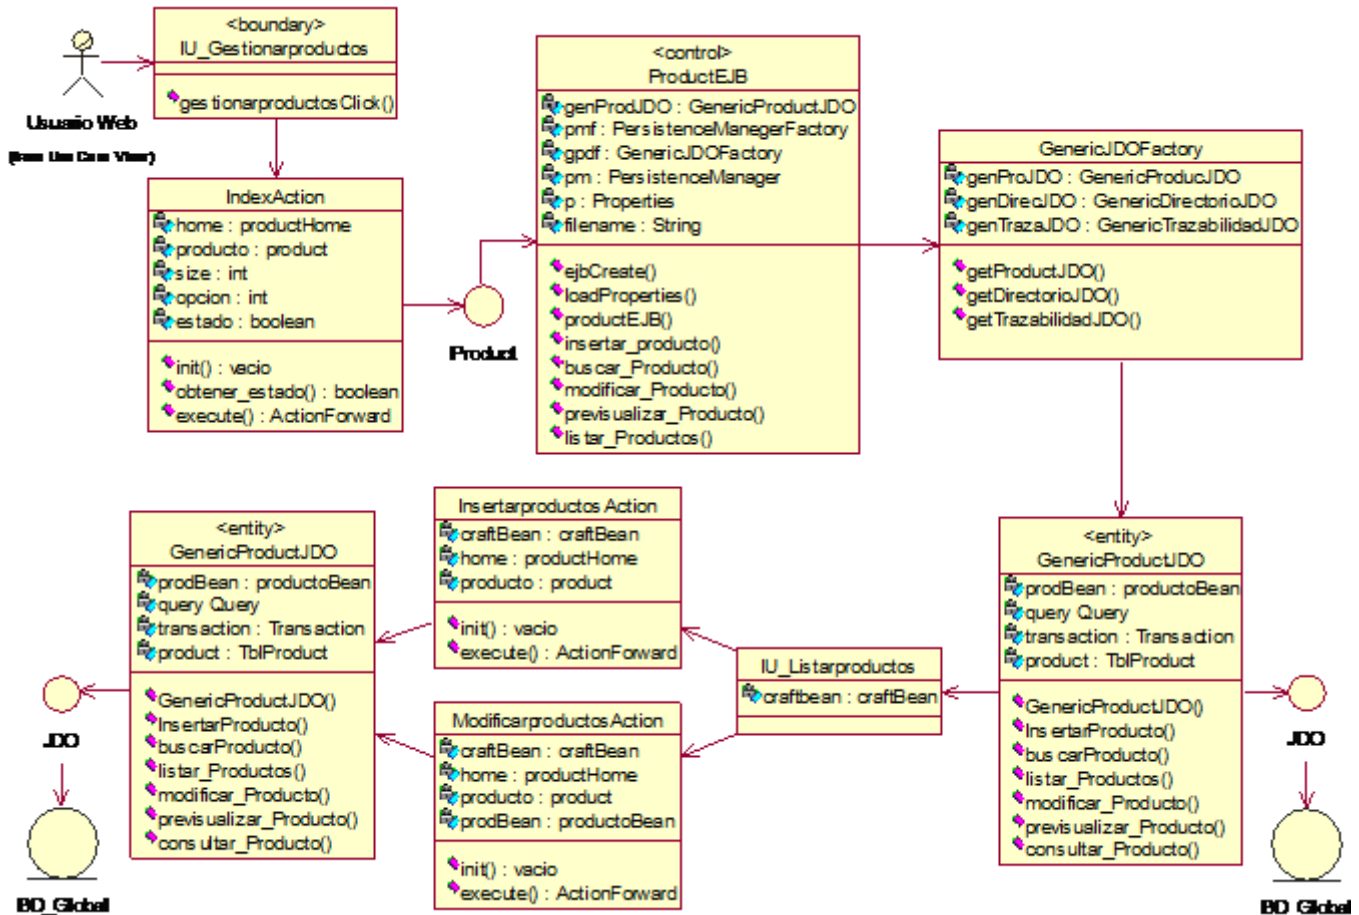 <boundary>
IU_Gestionarproductos
gestionarproductosClick()
Usuario Web
(from Use Case View)
IndexAction
home : productHome
producto : product
size : int
opcion : int
estado : boolean
init() : vacio
obtener_estado() : boolean
execute() : ActionForward
IProduct
<control>
ProductEJB
genProdJDO : GenericProductJDO
pmf : PersistenceManegerFactory
gpdf : GenericJDOFactory
pm : PersistenceManager
p : Properties
filename : String
ejbCreate()
loadProperties()
productEJB()
insertar_producto()
buscar_Producto()
modificar_Producto()
previsualizar_Producto()
listar_Productos()
GenericJDOFactory
genProJDO : GenericProducJDO
genDirecJDO : GenericDirectorioJDO
genTrazaJDO : GenericTrazabilidadJDO
getProductJDO()
getDirectorioJDO()
getTrazabilidadJDO()
<entity>
GenericProductJDO
prodBean : productoBean
query Query
transaction : Transaction
product : TblProduct
GenericProductJDO()
InsertarProducto()
buscarProducto()
listar_Productos()
modificar_Producto()
previsualizar_Producto()
consultar_Producto()
JDO
BD_Global
Insertarproductos Action
craftBean : craftBean
home : productHome
producto : product
init() : vacio
execute() : ActionForward
ModificarproductosAction
craftBean : craftBean
home : productHome
producto : product
prodBean : productoBean
init() : vacio
execute() : ActionForward
IU_Listarproductos
craftbean : craftBean
<entity>
GenericProductJDO
prodBean : productoBean
query Query
transaction : Transaction
product : TblProduct
GenericProductJDO()
InsertarProducto()
buscarProducto()
listar_Productos()
modificar_Producto()
previsualizar_Producto()
consultar_Producto()
JDO
BD_Global